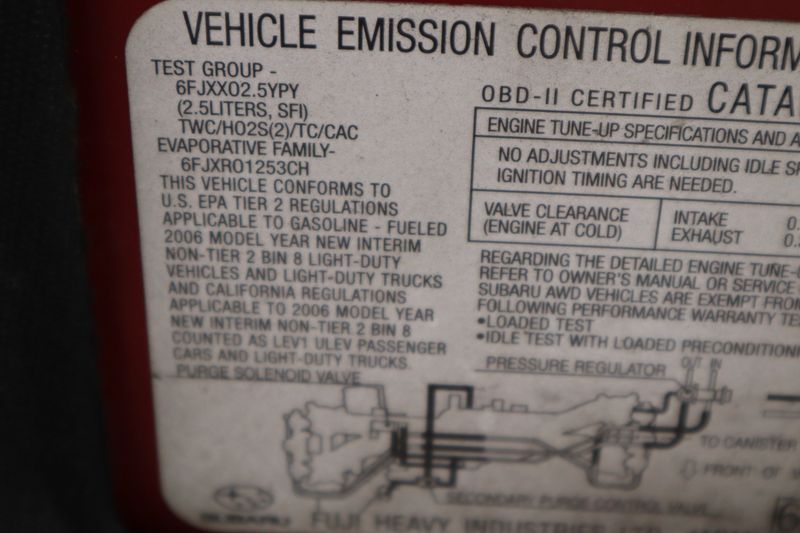 VEHICLE EMISSION CONTROL INFORM
TEST GROUP -
6FJXX02.5YPY
(2.5LITERS, SFI)
TWC/HO2S(2)/TC/CAC
EVAPORATIVE FAMILY-
6FJXR01253CH
THIS VEHICLE CONFORMS TO
U.S. EPA TIER 2 REGULATIONS
APPLICABLE TO GASOLINE - FUELED
2006 MODEL YEAR NEW INTERIM
NON-TIER 2 BIN 8 LIGHT-DUTY
VEHICLES AND LIGHT-DUTY TRUCKS
AND CALIFORNIA REGULATIONS
APPLICABLE TO 2006 MODEL YEAR
NEW INTERIM NON-TIER 2 BIN 8
COUNTED AS LEV1 ULEV PASSENGER
CARS AND LIGHT-DUTY TRUCKS.
OBD-II CERTIFIED CATA
ENGINE TUNE-UP SPECIFICATIONS AND A
NO ADJUSTMENTS INCLUDING IDLE SP
IGNITION TIMING ARE NEEDED.
VALVE CLEARANCE
(ENGINE AT COLD)
INTAKE 0.
EXHAUST 0.
REGARDING THE DETAILED ENGINE TUNE-
REFER TO OWNER'S MANUAL OR SERVICE
SUBARU AWD VEHICLES ARE EXEMPT FROM
FOLLOWING PERFORMANCE WARRANTY TES
•LOADED TEST
•IDLE TEST WITH LOADED PRECONDITIONI
PURGE SOLENOID VALVE
PRESSURE REGULATOR
OUT IN
TO CANISTER
FRONT OF
SECONDARY PURGE CONTROL VALVE
SUBARU
FUJI HEAVY INDUSTRIES LTD.